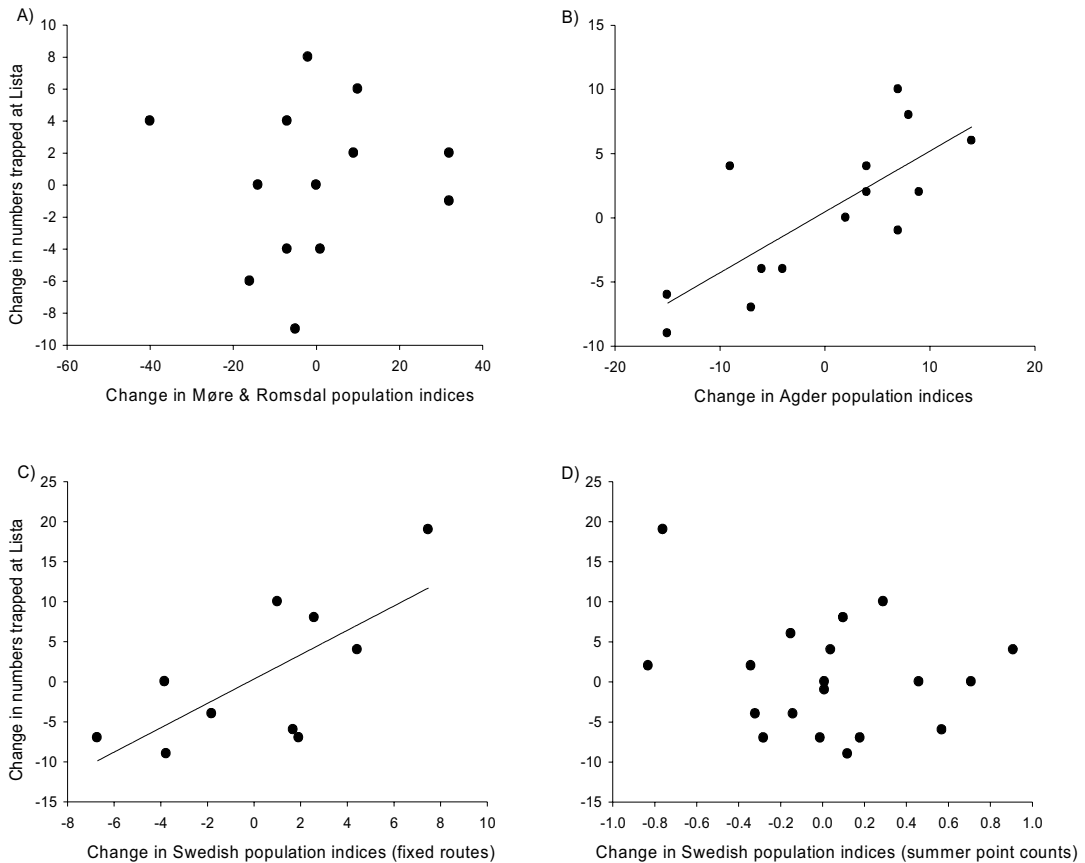 A)
10
8
6
4
2
0
-2
-4
-6
-8
-10
-60 -40 -20 0 20 40
Change in numbers trapped at Lista
Change in Møre & Romsdal population indices
B)
15
10
5
0
-5
-10
-20 -10 0 10 20
Change in Agder population indices
C)
25
20
15
10
5
0
-5
-10
-15
-8 -6 -4 -2 0 2 4 6 8 10
Change in numbers trapped at Lista
Change in Swedish population indices (fixed routes)
D)
25
20
15
10
5
0
-5
-10
-15
-1.0 -0.8 -0.6 -0.4 -0.2 0.0 0.2 0.4 0.6 0.8 1.0
Change in Swedish population indices (summer point counts)